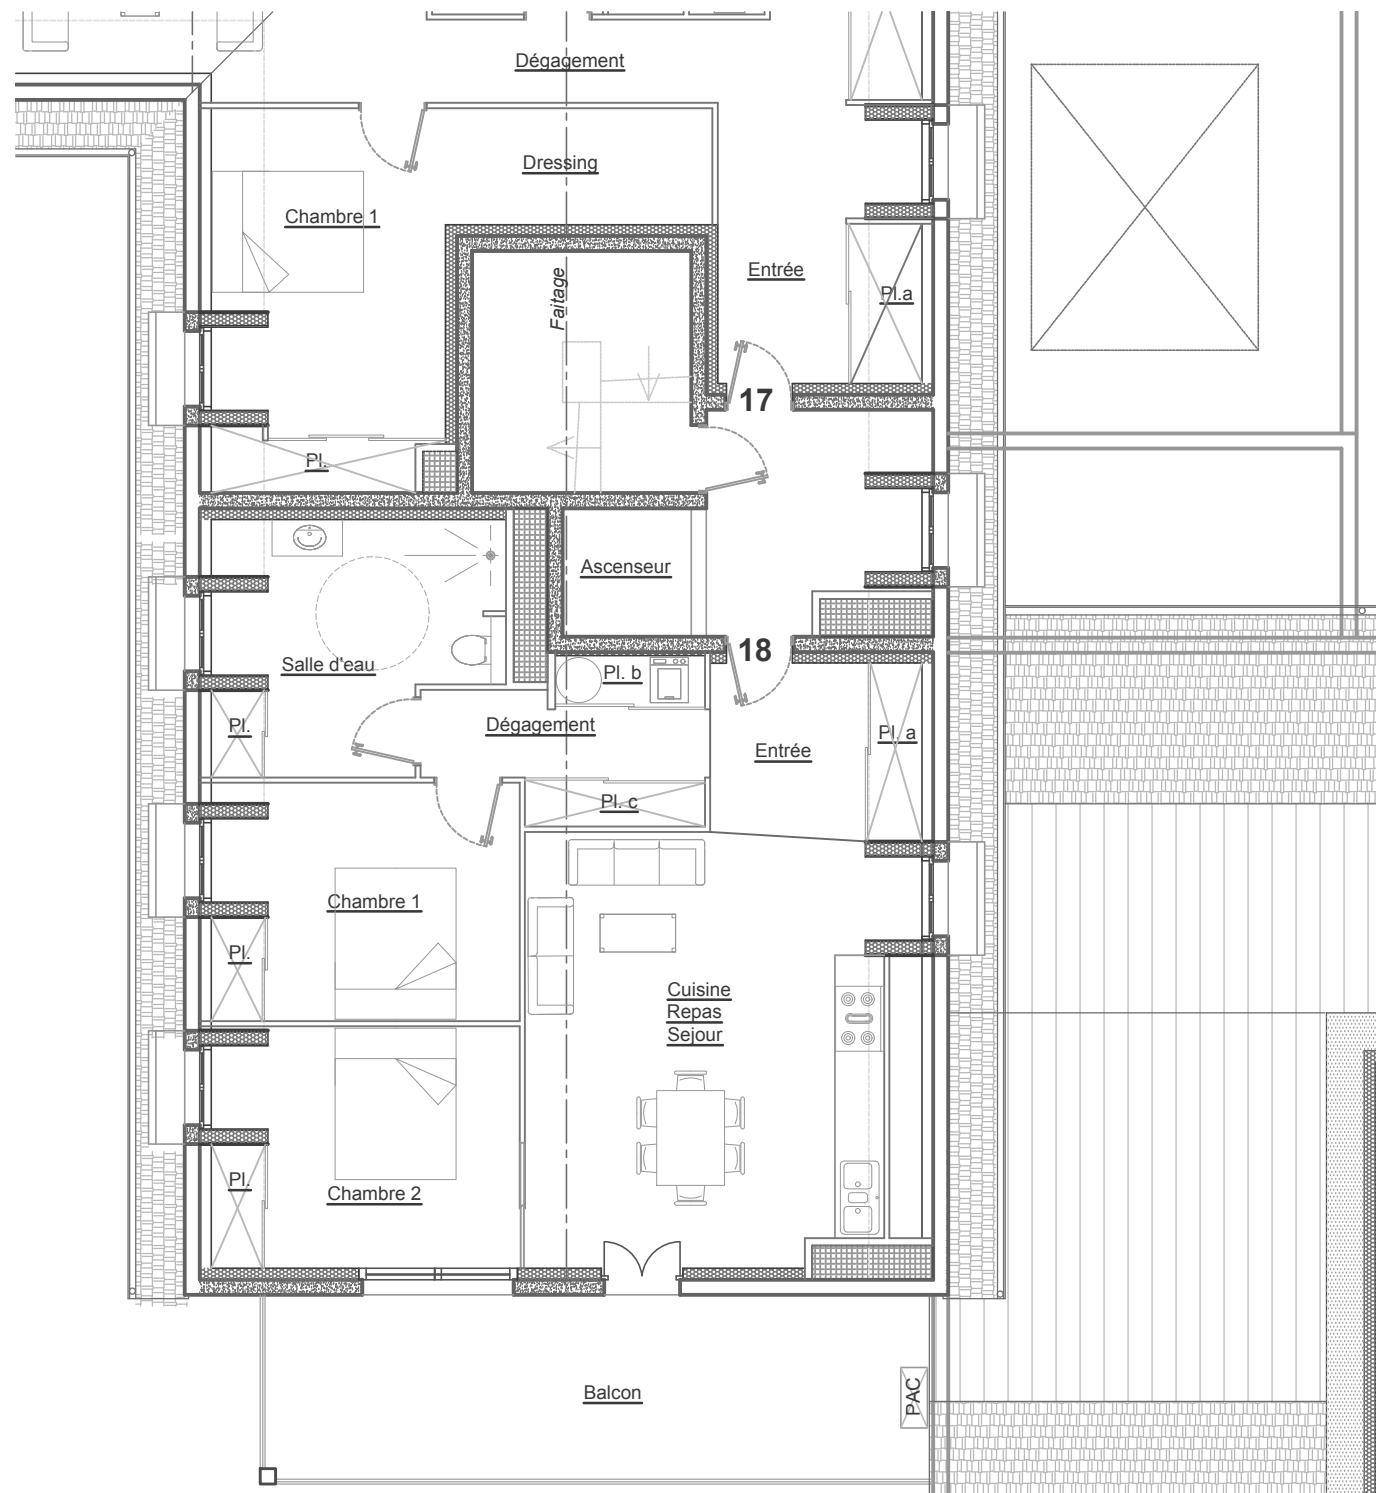 Dégagement
Dressing
Chambre 1
Entrée
Faitage
Pl.a
17
Pl.
Ascenseur
18
Salle d'eau
Pl. b
Pl.
Dégagement
Entrée
Pl. a
Pl. c
Chambre 1
Pl.
Cuisine
Repas
Sejour
Pl.
Chambre 2
Balcon
PAC